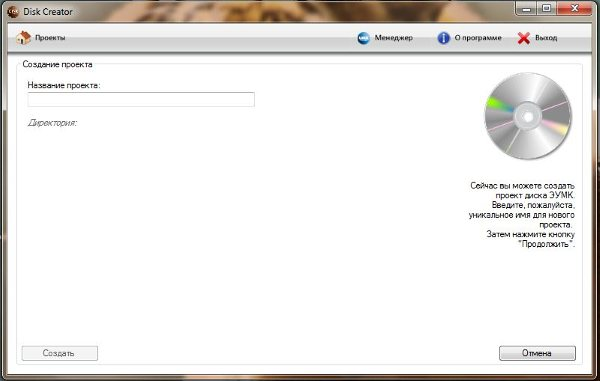 Disk Creator
Проекты
Менеджер
О программе
Выход
Создание проекта
Название проекта:
Директория:
Сейчас вы можете создать
проект диска ЭУМК.
Введите, пожалуйста,
уникальное имя для нового
проекта.
Затем нажмите кнопку
"Продолжить".
Создать
Отмена